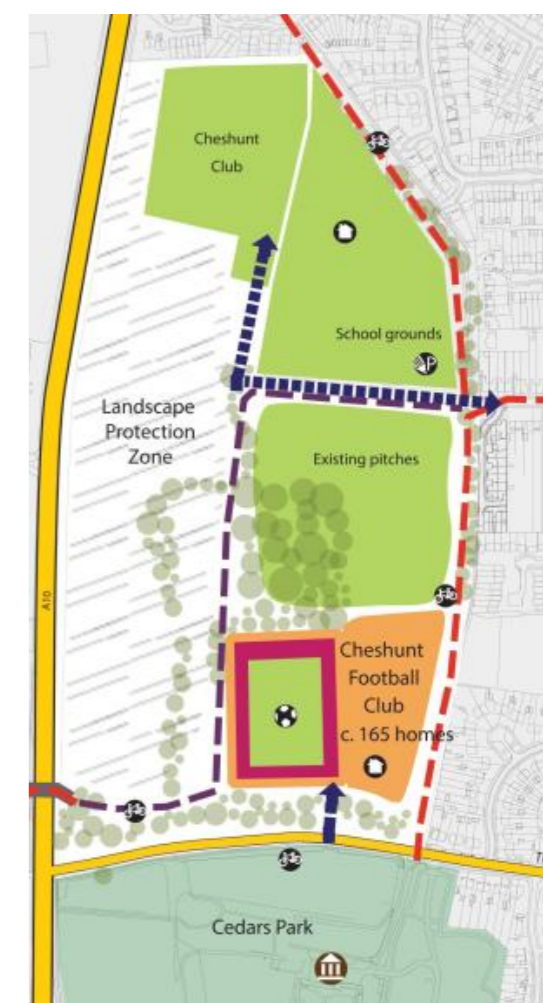 Cheshunt
Club
School grounds
P
Landscape
Protection
Zone
Existing pitches
A10
Cheshunt
Football
Club
c. 165 homes
Cedars Park